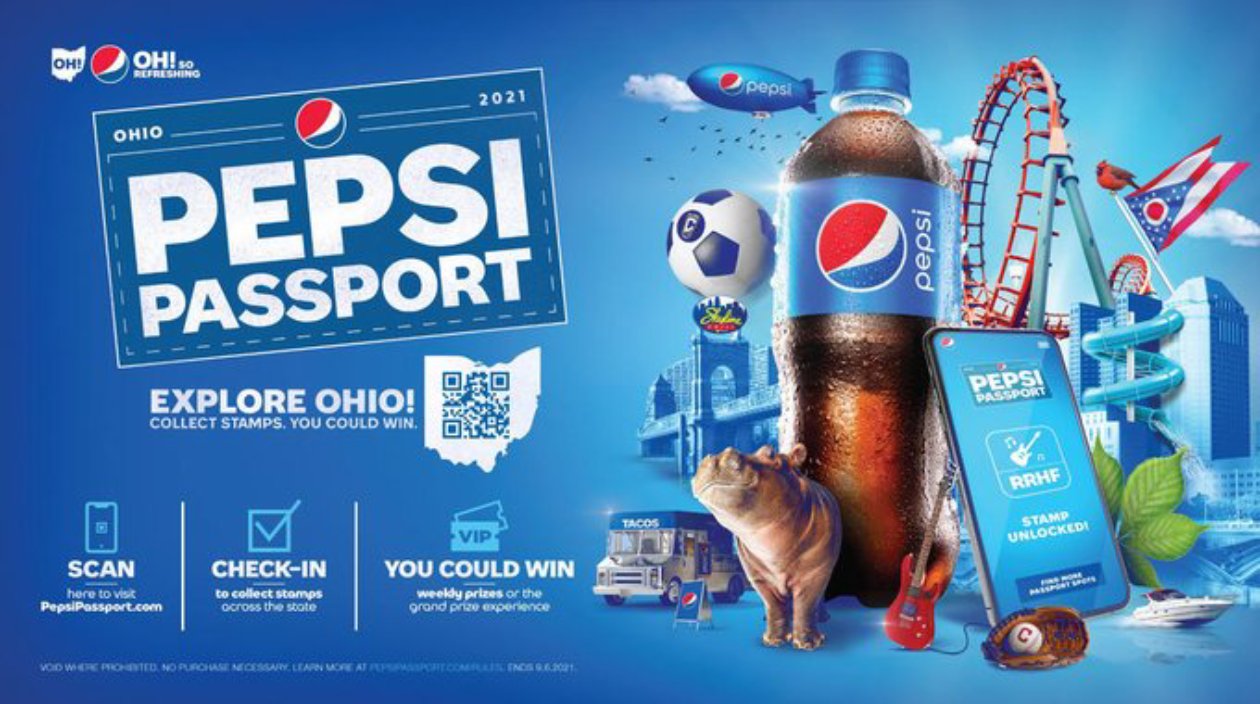 OH!
OH! SO
REFRESHING
OHIO
2021
PEPSI
PASSPORT
EXPLORE OHIO!
COLLECT STAMPS. YOU COULD WIN.
SCAN
here to visit
PepsiPassport.com
CHECK-IN
to collect stamps
across the state
VIP
YOU COULD WIN
weekly prizes or the
grand prize experience
VOID WHERE PROHIBITED. NO PURCHASE NECESSARY. LEARN MORE AT PEPSIPASSPORT.COM/RULES. ENDS 9.6.2021.
pepsi
pepsi
C
Skyline
CHILI
TACOS
PEPSI
PASSPORT
RRHF
STAMP
UNLOCKED!
FIND MORE
PASSPORT SPOTS
C